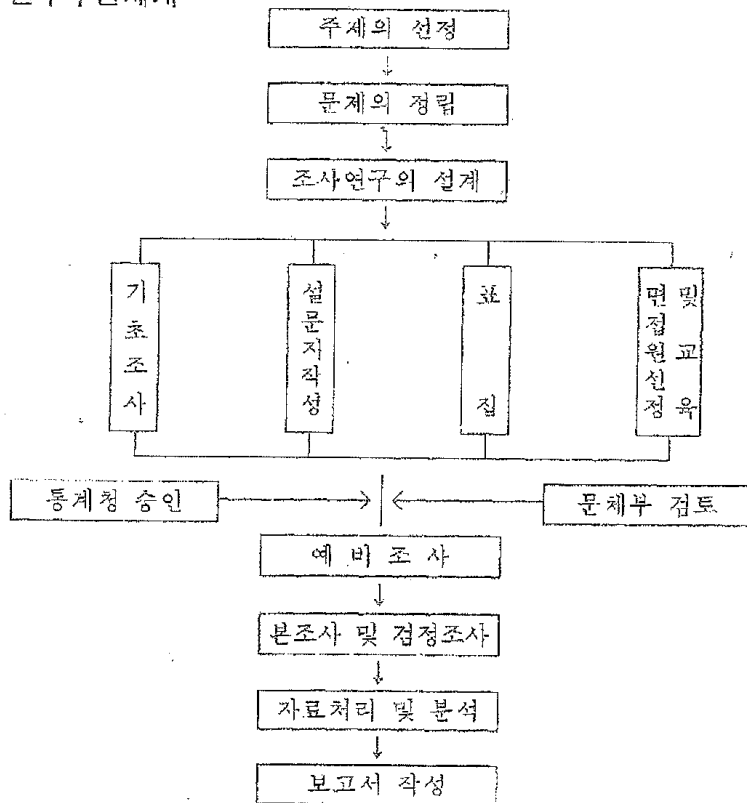 주제의 선정
문제의 정립
조사연구의 설계
기초조사
설문지작성
표 집
면접원선정 및 교육
통계청 승인
문체부 검토
예 비 조 사
본조사 및 검정조사
자료처리 및 분석
보고서 작성